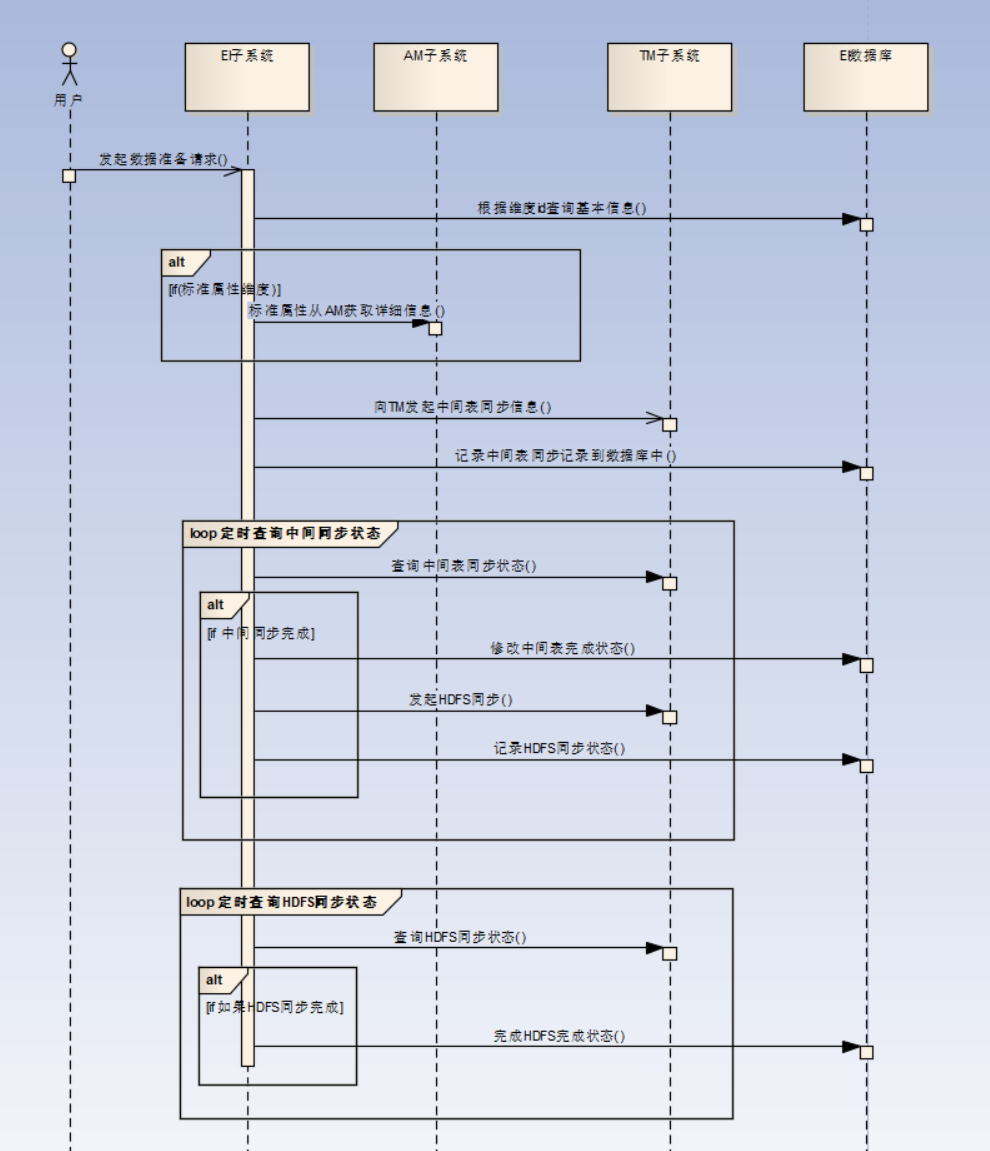 EI子系统
AM子系统
TM子系统
EI数据库
用户
发起数据准备请求()
根据维度id查询基本信息()
alt
[if(标准属性维度)]
标准属性从AM获取详细信息()
向TM发起中间表同步信息()
记录中间表同步记录到数据库中()
loop 定时查询中间同步状态
查询中间表同步状态()
alt
[if 中间同步完成]
修改中间表完成状态()
发起HDFS同步()
记录HDFS同步状态()
loop 定时查询HDFS同步状态
查询HDFS同步状态()
alt
[if 如果HDFS同步完成]
完成HDFS完成状态()